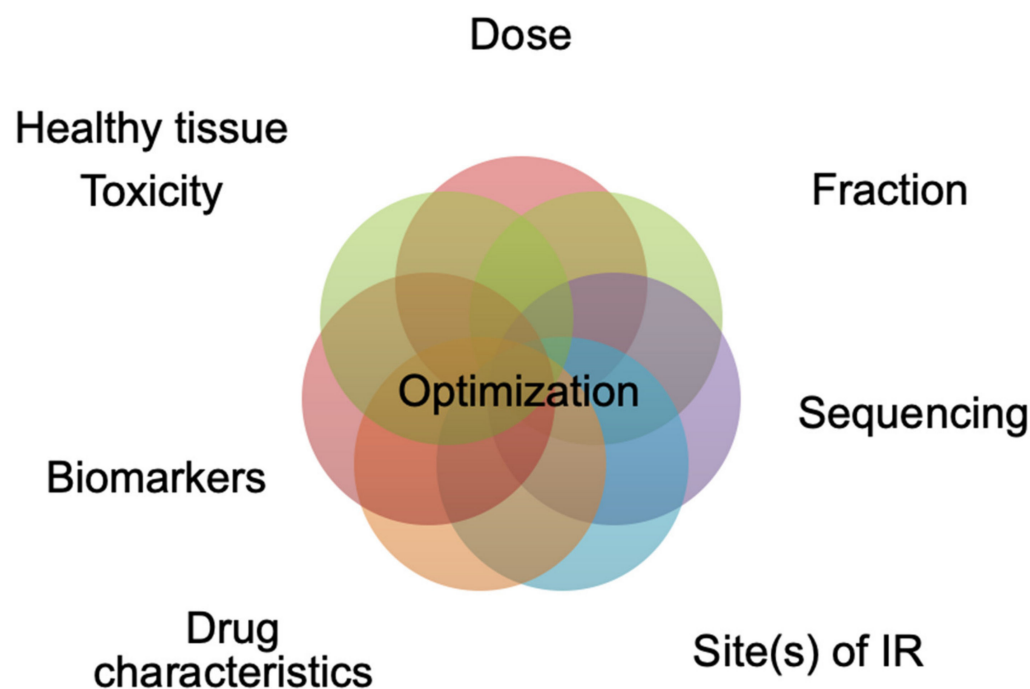 Dose
Healthy tissue
Toxicity
Fraction
Optimization
Sequencing
Biomarkers
Drug
characteristics
Site(s) of IR